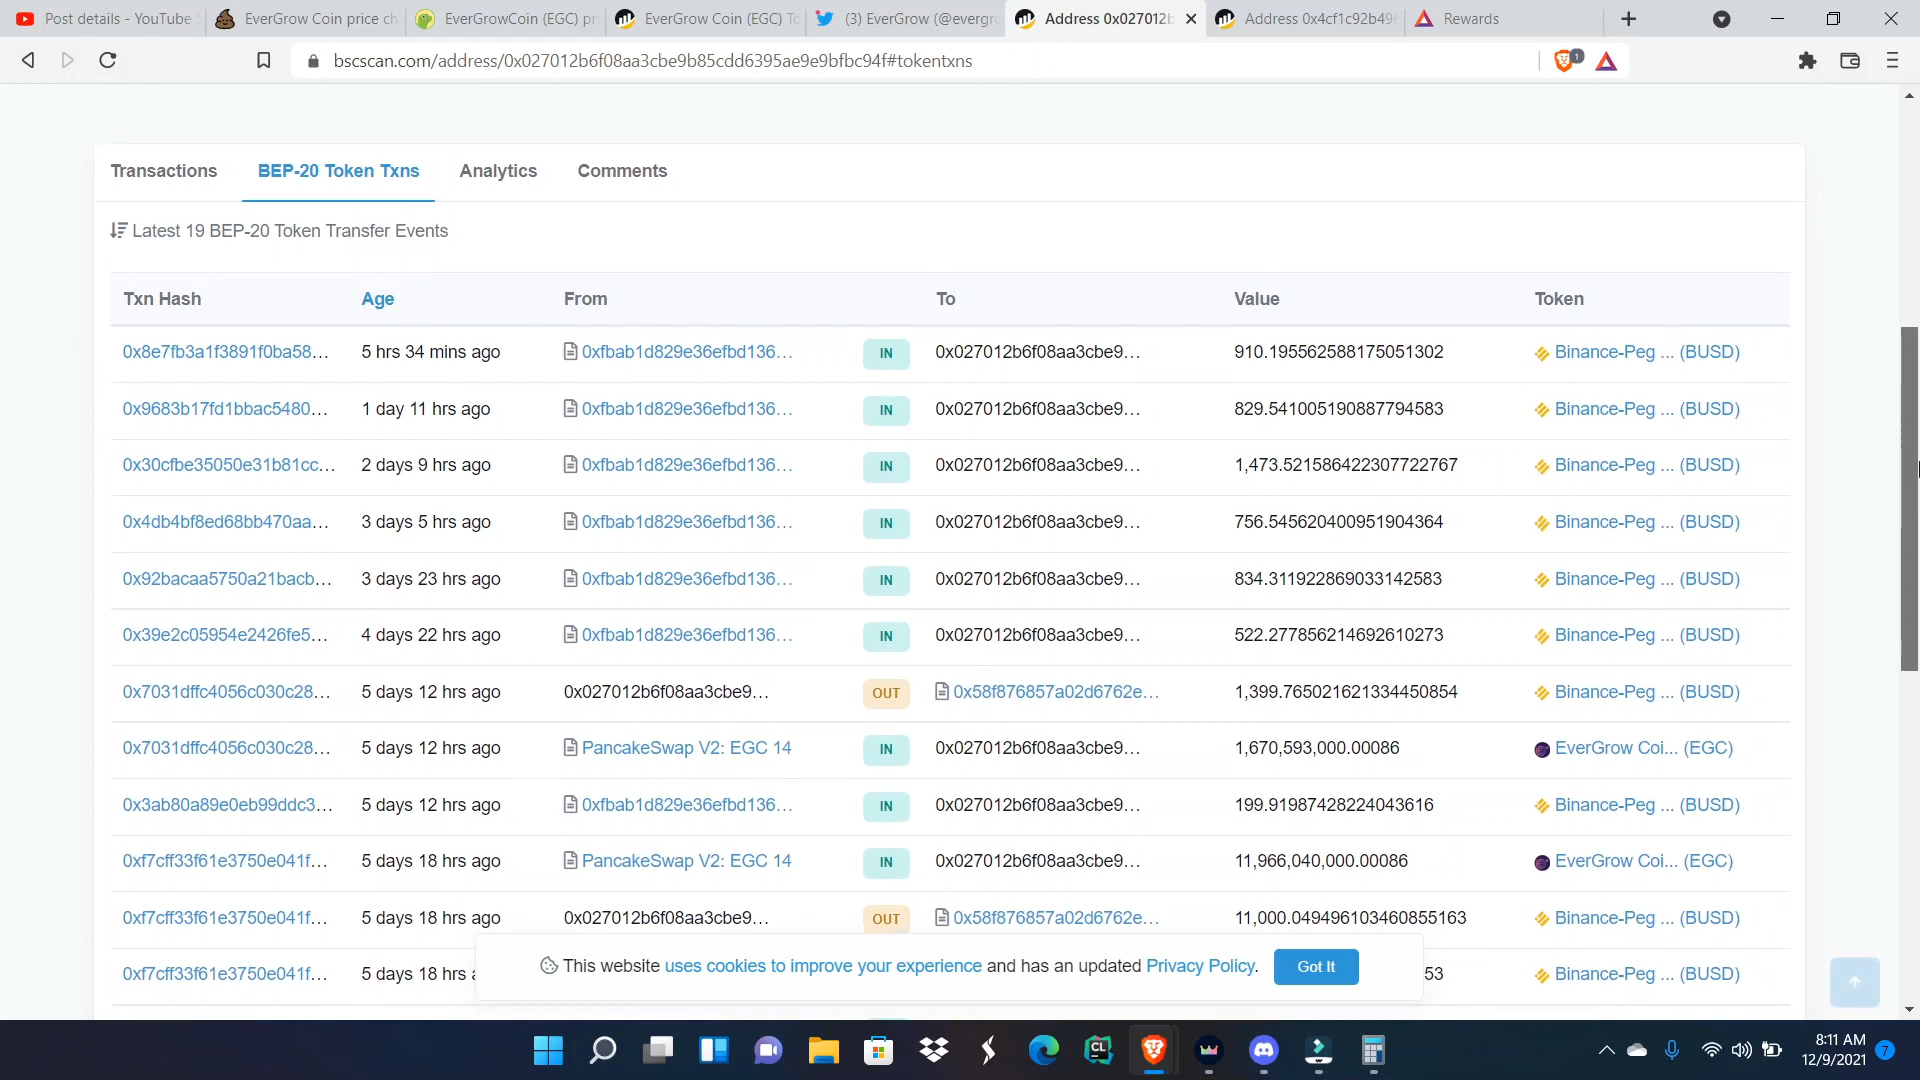 Post details - YouTube
EverGrow Coin price ch
EverGrowCoin (EGC) pri
EverGrow Coin (EGC) To
(3) EverGrow (@evergro
Address 0x027012b
Address 0x4cf1c92b49
Rewards
bscscan.com/address/0x027012b6f08aa3cbe9b85cdd6395ae9e9bfbc94f#tokentxns
1
Transactions
BEP-20 Token Txns
Analytics
Comments
Latest 19 BEP-20 Token Transfer Events
Txn Hash Age From To Value Token
0x8e7fb3a1f3891f0ba58... 5 hrs 34 mins ago 0xfbab1d829e36efbd136... IN 0x027012b6f08aa3cbe9... 910.195562588175051302 Binance-Peg ... (BUSD)
0x9683b17fd1bbac5480... 1 day 11 hrs ago 0xfbab1d829e36efbd136... IN 0x027012b6f08aa3cbe9... 829.541005190887794583 Binance-Peg ... (BUSD)
0x30cfbe35050e31b81cc... 2 days 9 hrs ago 0xfbab1d829e36efbd136... IN 0x027012b6f08aa3cbe9... 1,473.521586422307722767 Binance-Peg ... (BUSD)
0x4db4bf8ed68bb470aa... 3 days 5 hrs ago 0xfbab1d829e36efbd136... IN 0x027012b6f08aa3cbe9... 756.545620400951904364 Binance-Peg ... (BUSD)
0x92bacaa5750a21bacb... 3 days 23 hrs ago 0xfbab1d829e36efbd136... IN 0x027012b6f08aa3cbe9... 834.311922869033142583 Binance-Peg ... (BUSD)
0x39e2c05954e2426fe5... 4 days 22 hrs ago 0xfbab1d829e36efbd136... IN 0x027012b6f08aa3cbe9... 522.277856214692610273 Binance-Peg ... (BUSD)
0x7031dffc4056c030c28... 5 days 12 hrs ago 0x027012b6f08aa3cbe9... OUT 0x58f876857a02d6762e... 1,399.765021621334450854 Binance-Peg ... (BUSD)
0x7031dffc4056c030c28... 5 days 12 hrs ago PancakeSwap V2: EGC 14 IN 0x027012b6f08aa3cbe9... 1,670,593,000.00086 EverGrow Coi... (EGC)
0x3ab80a89e0eb99ddc3... 5 days 12 hrs ago 0xfbab1d829e36efbd136... IN 0x027012b6f08aa3cbe9... 199.91987428224043616 Binance-Peg ... (BUSD)
0xf7cff33f61e3750e041f... 5 days 18 hrs ago PancakeSwap V2: EGC 14 IN 0x027012b6f08aa3cbe9... 11,966,040,000.00086 EverGrow Coi... (EGC)
0xf7cff33f61e3750e041f... 5 days 18 hrs ago 0x027012b6f08aa3cbe9... OUT 0x58f876857a02d6762e... 11,000.049496103460855163 Binance-Peg ... (BUSD)
0xf7cff33f61e3750e041f... 5 days 18 hrs 53 Binance-Peg ... (BUSD)
This website uses cookies to improve your experience and has an updated Privacy Policy. Got It
CL
8:11 AM
12/9/2021
7